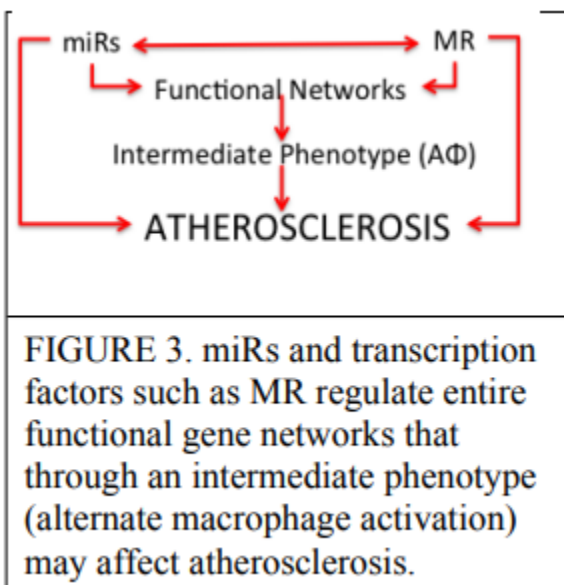 miRs MR
Functional Networks
Intermediate Phenotype (AΦ)
ATHEROSCLEROSIS
FIGURE 3. miRs and transcription
factors such as MR regulate entire
functional gene networks that
through an intermediate phenotype
(alternate macrophage activation)
may affect atherosclerosis.